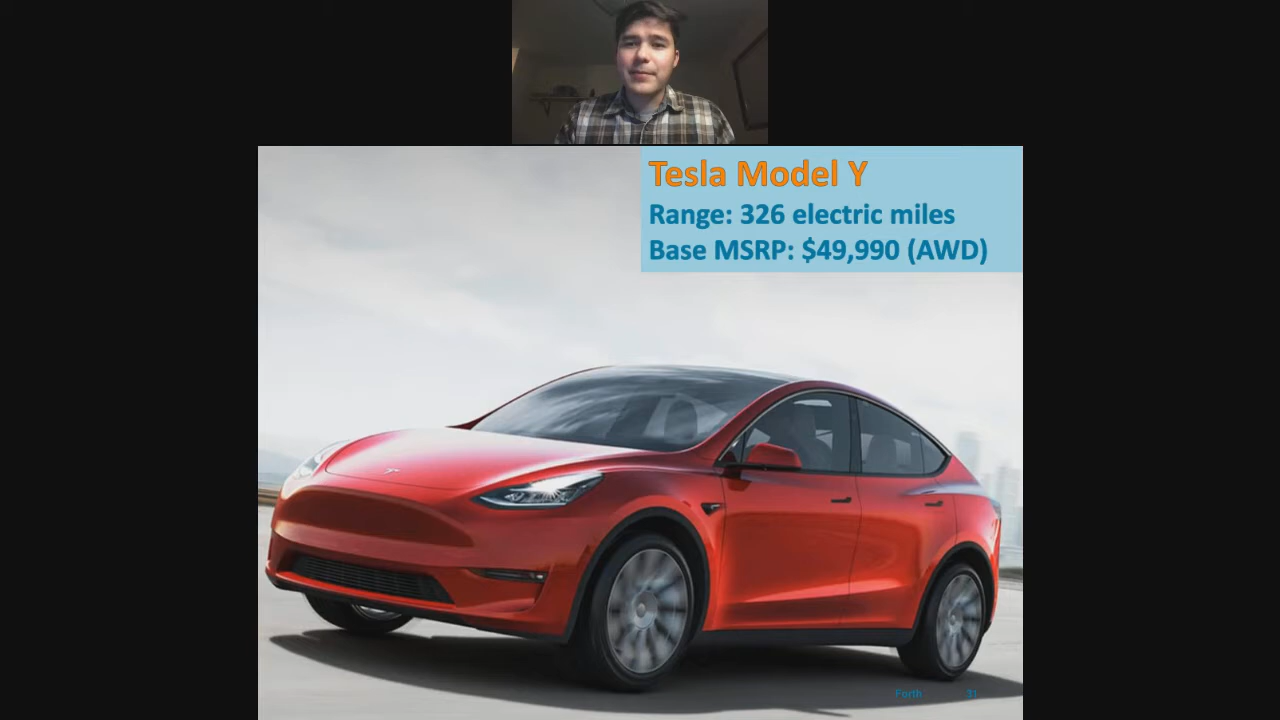 Tesla Model Y
Range: 326 electric miles
Base MSRP: $49,990 (AWD)
Forth 31